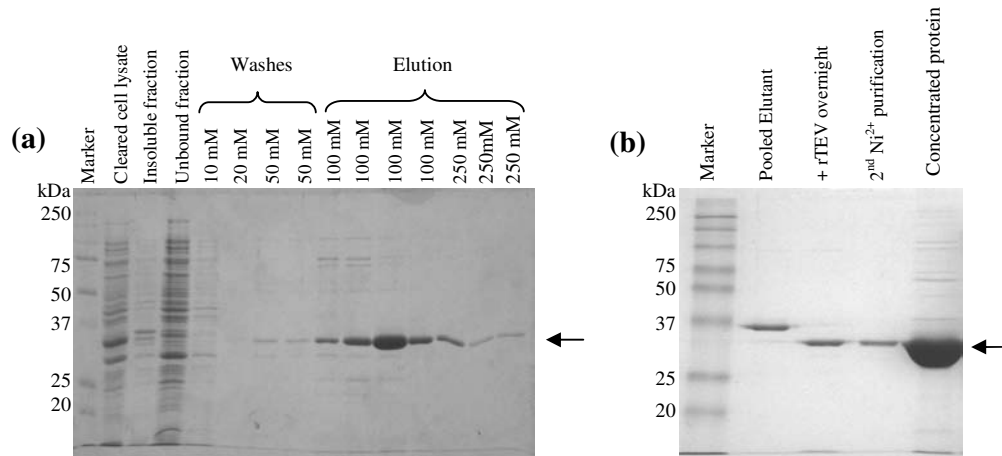 (a)
Washes
Elution
Marker
Cleared cell lysate
Insoluble fraction
Unbound fraction
10 mM
20 mM
50 mM
50 mM
100 mM
100 mM
100 mM
100 mM
250 mM
250mM
250 mM
kDa
250
75
50
37
25
20
(b)
Marker
Pooled Elutant
+ rTEV overnight
2nd Ni-2+ purification
Concentrated protein
kDa
250
75
50
37
25
20